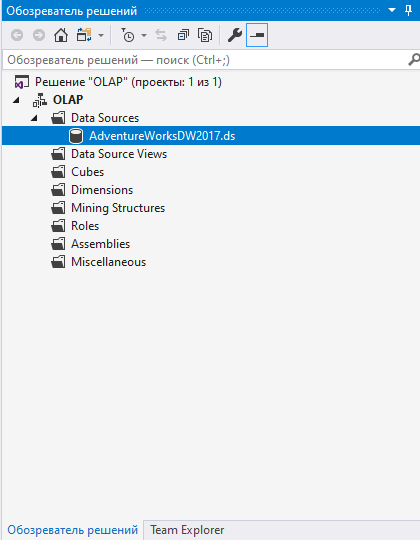 Обозреватель решений
Обозреватель решений — поиск (Ctrl+;)
Решение "OLAP" (проекты: 1 из 1)
OLAP
Data Sources
AdventureWorksDW2017.ds
Data Source Views
Cubes
Dimensions
Mining Structures
Roles
Assemblies
Miscellaneous
Обозреватель решений Team Explorer